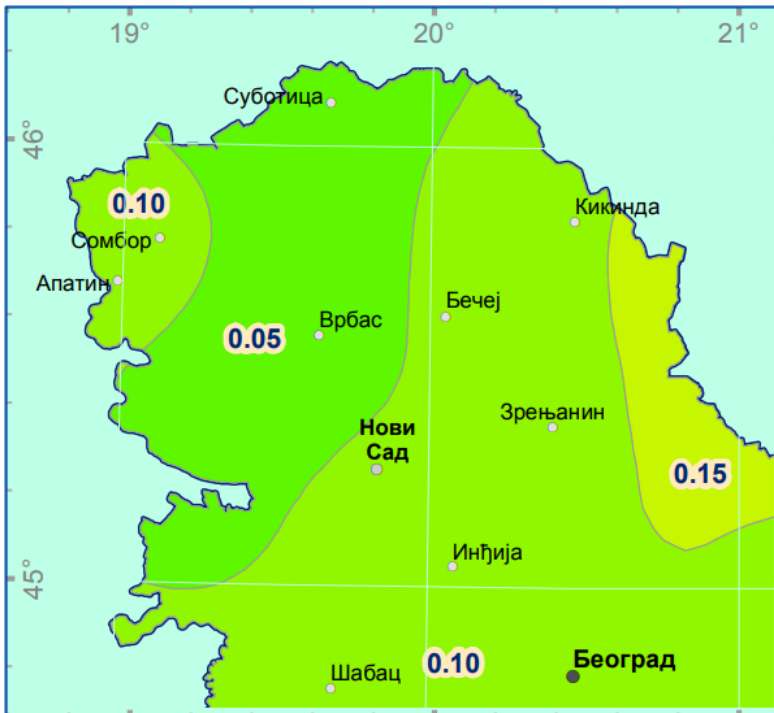 19°
20°
21°
Суботица
46°
0.10
Сомбор
Кикинда
Апатин
Бечеј
Врбас
0.05
Зрењанин
Нови
Сад
0.15
Инђија
45°
0.10
Београд
Шабац